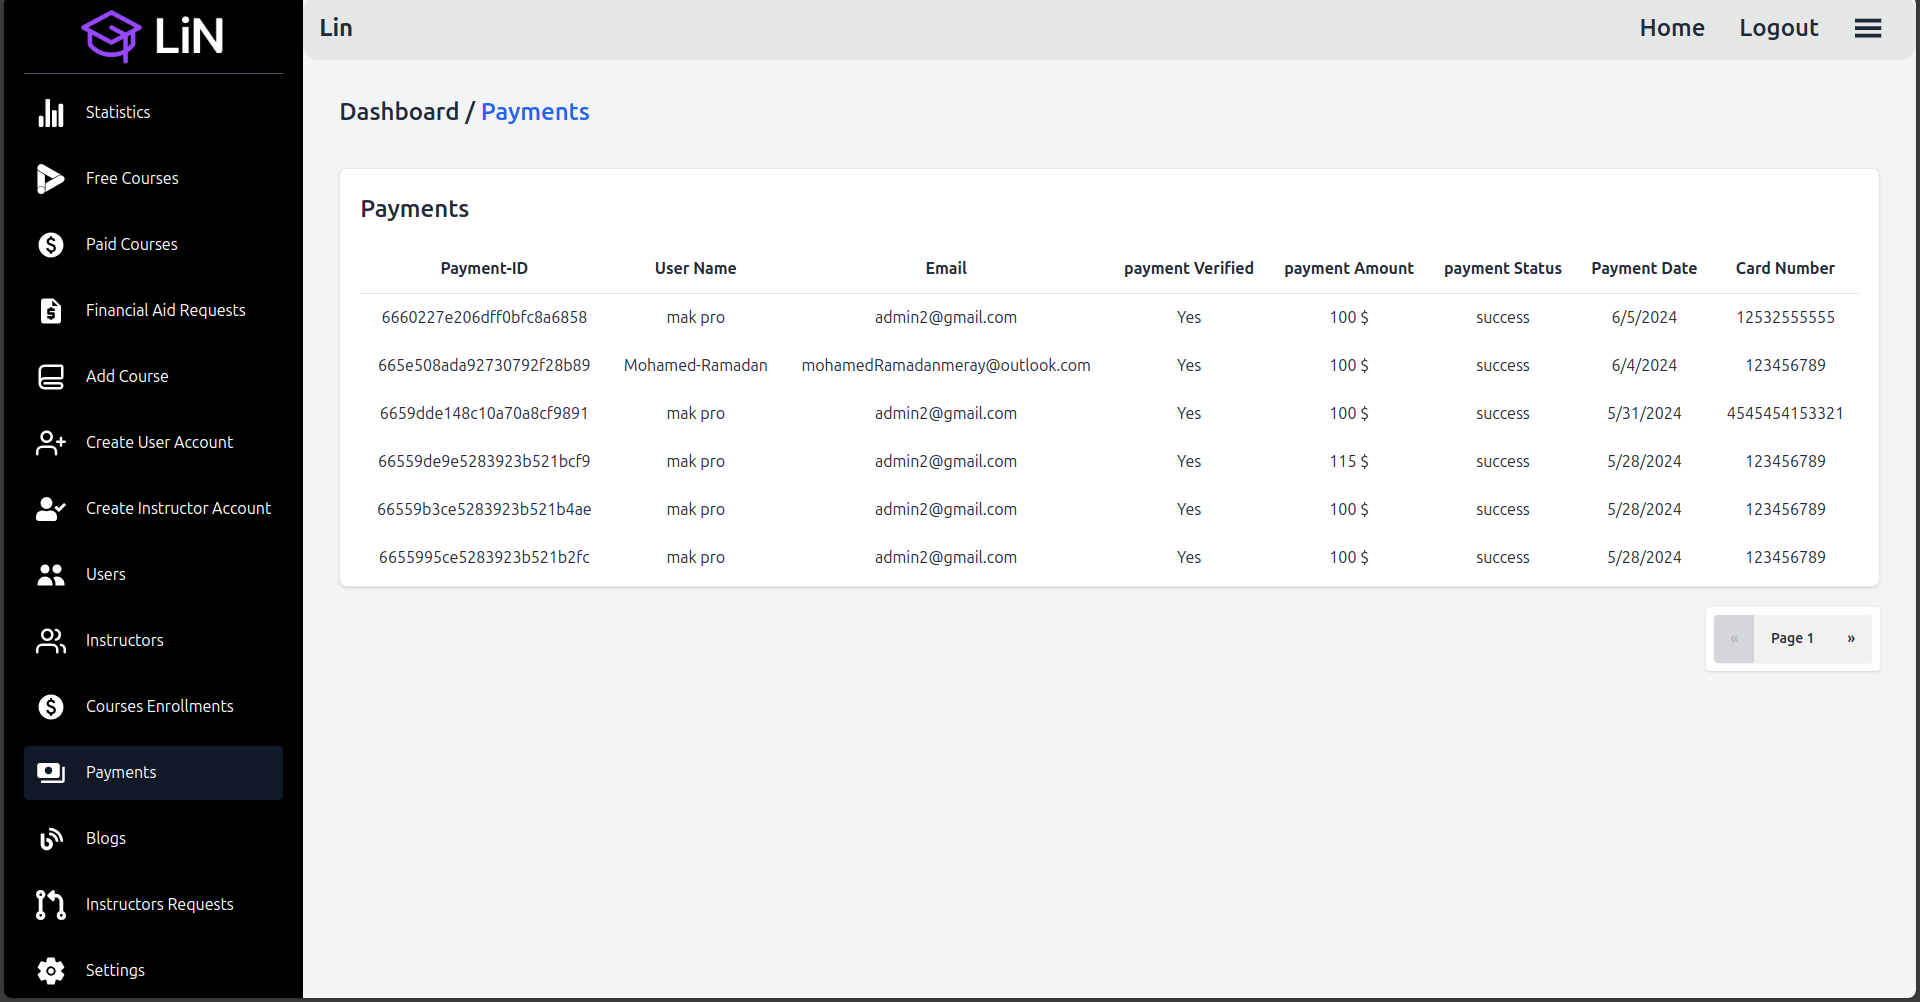 LiN
Statistics
Free Courses
Paid Courses
Financial Aid Requests
Add Course
Create User Account
Create Instructor Account
Users
Instructors
Courses Enrollments
Payments
Blogs
Instructors Requests
Settings
Lin Home Logout
Dashboard / Payments
Payments
Payment-ID User Name Email payment Verified payment Amount payment Status Payment Date Card Number
6660227e206dff0bfc8a6858 mak pro admin2@gmail.com Yes 100 $ success 6/5/2024 12532555555
665e508ada92730792f28b89 Mohamed-Ramadan mohamedRamadanmeray@outlook.com Yes 100 $ success 6/4/2024 123456789
6659dde148c10a70a8cf9891 mak pro admin2@gmail.com Yes 100 $ success 5/31/2024 4545454153321
66559de9e5283923b521bcf9 mak pro admin2@gmail.com Yes 115 $ success 5/28/2024 123456789
66559b3ce5283923b521b4ae mak pro admin2@gmail.com Yes 100 $ success 5/28/2024 123456789
6655995ce5283923b521b2fc mak pro admin2@gmail.com Yes 100 $ success 5/28/2024 123456789
« Page 1 »